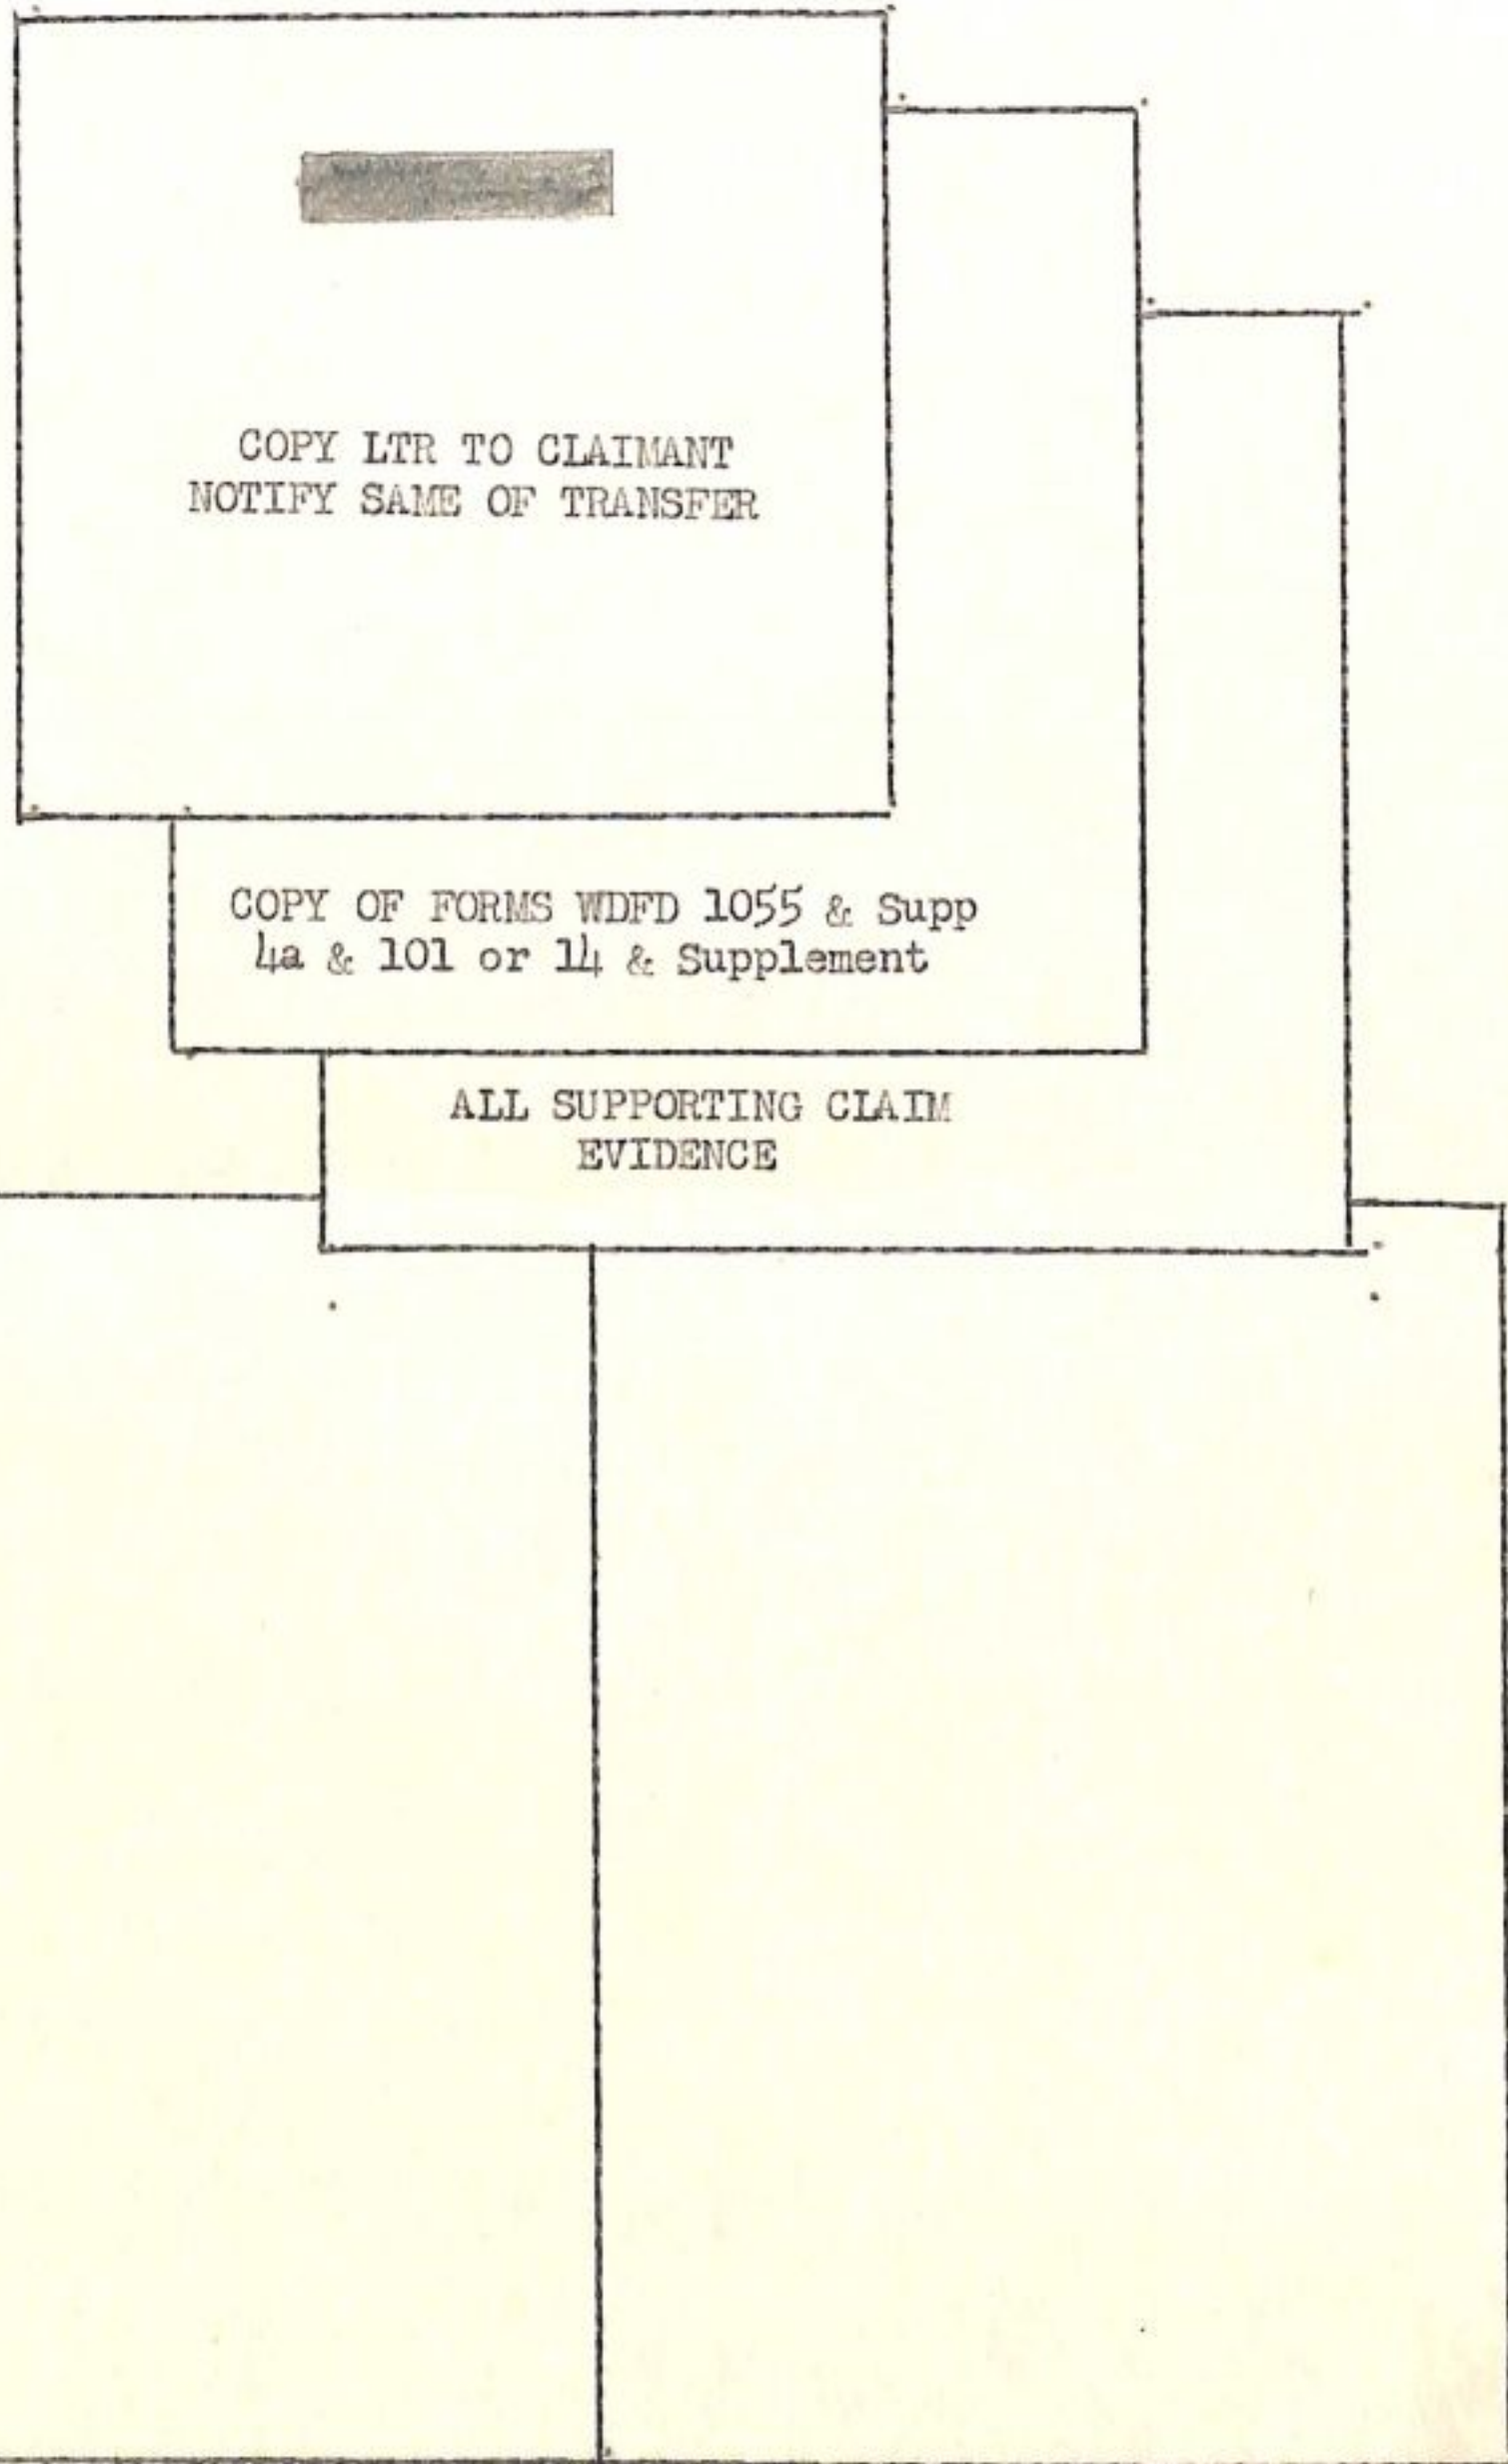 COPY LTR TO CLAIMANT
NOTIFY SAME OF TRANSFER
COPY OF FORMS WDFD 1055 & Supp
4a & 101 or 14 & Supplement
ALL SUPPORTING CLAIM
EVIDENCE